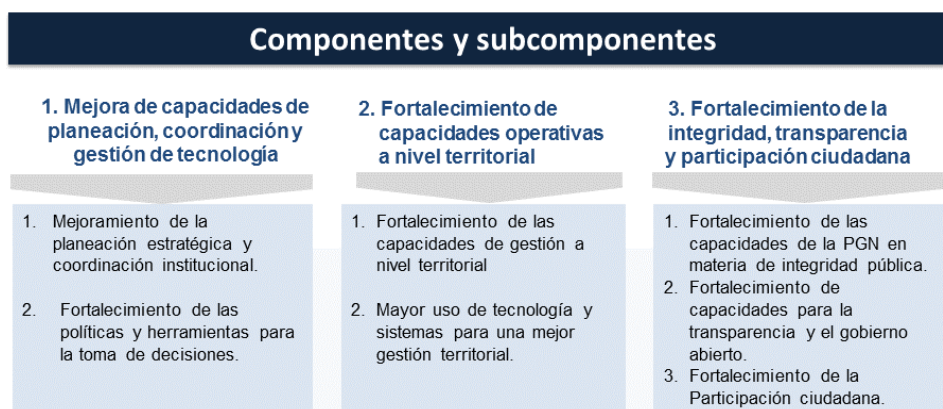 Componentes y subcomponentes
1. Mejora de capacidades de
planeación, coordinación y
gestión de tecnología
2. Fortalecimiento de
capacidades operativas
a nivel territorial
3. Fortalecimiento de la
integridad, transparencia
y participación ciudadana
1. Mejoramiento de la
planeación estratégica y
coordinación institucional.
2. Fortalecimiento de las
políticas y herramientas para
la toma de decisiones.
1. Fortalecimiento de las
capacidades de gestión a
nivel territorial
2. Mayor uso de tecnología y
sistemas para una mejor
gestión territorial.
1. Fortalecimiento de las
capacidades de la PGN en
materia de integridad pública.
2. Fortalecimiento de
capacidades para la
transparencia y el gobierno
abierto.
3. Fortalecimiento de la
Participación ciudadana.